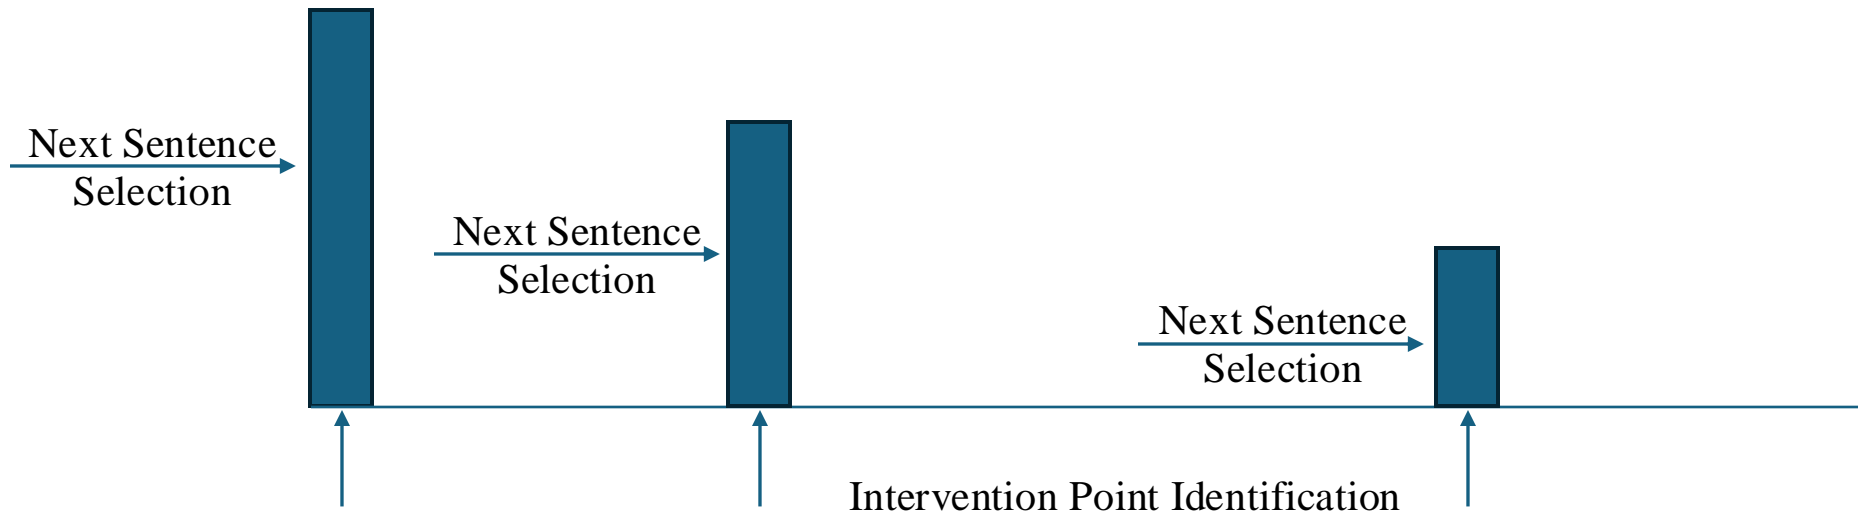 Next Sentence
Selection
Next Sentence
Selection
Next Sentence
Selection
Intervention Point Identification